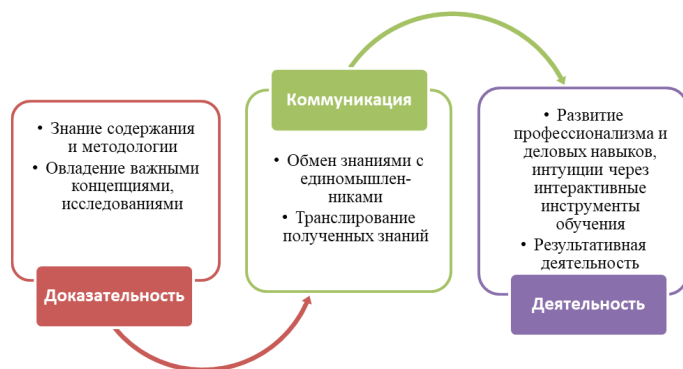 • Знание содержания
и методологии
• Овладение важными
концепциями,
исследованиями
Доказательность
Коммуникация
• Обмен знаниями с
единомышлен-
никами
• Транслирование
полученных знаний
• Развитие
профессионализма и
деловых навыков,
интуиции через
интерактивные
инструменты
обучения
• Результативная
деятельность
Деятельность